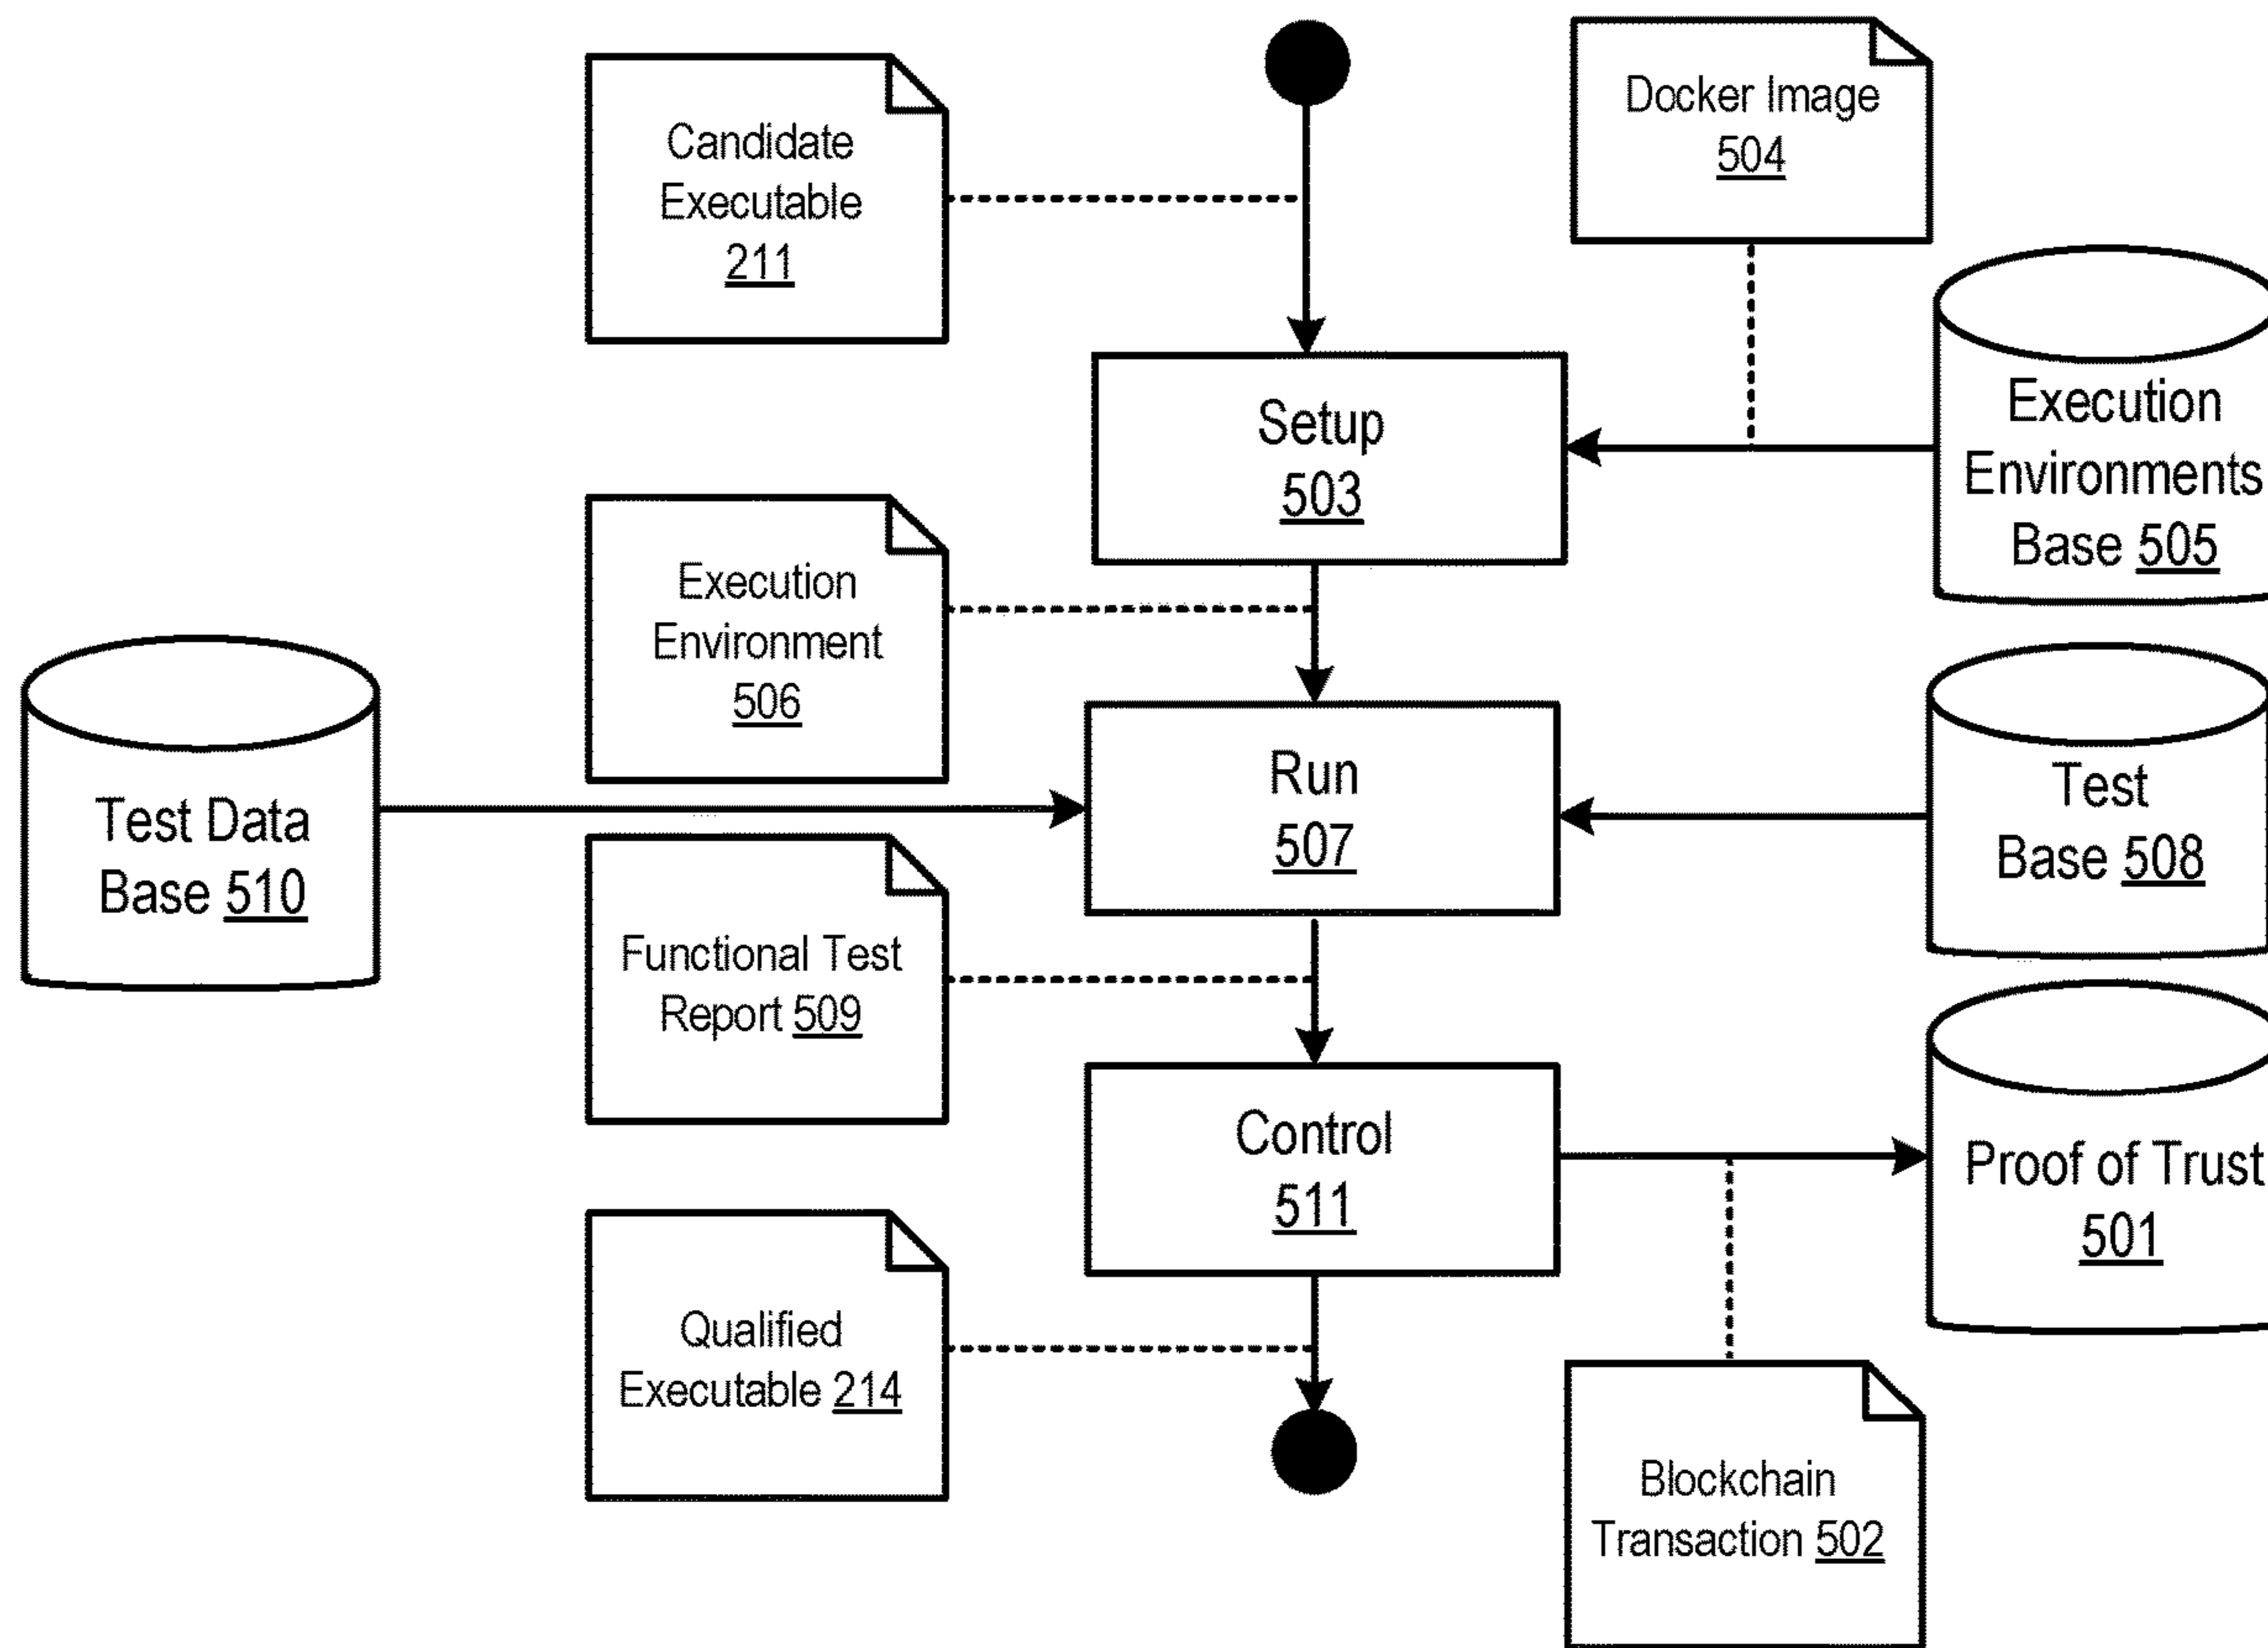 Candidate
Executable
211
Docker Image
504
Setup
503
Execution
Environments
Base 505
Execution
Environment
506
Test Data
Base 510
Run
507
Test
Base 508
Functional Test
Report 509
Control
511
Proof of Trust
501
Qualified
Executable 214
Blockchain
Transaction 502